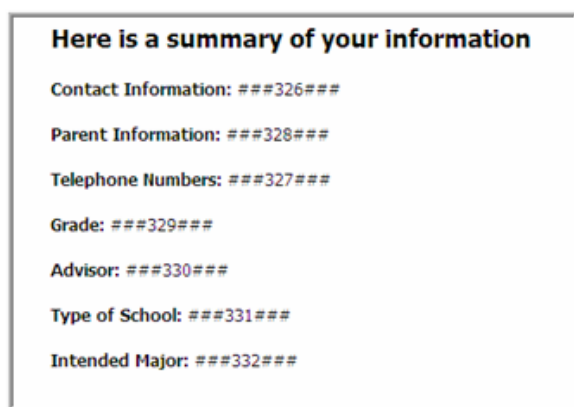 Here is a summary of your information
Contact Information: ###326###
Parent Information: ###328###
Telephone Numbers: ###327###
Grade: ###329###
Advisor: ###330###
Type of School: ###331###
Intended Major: ###332###